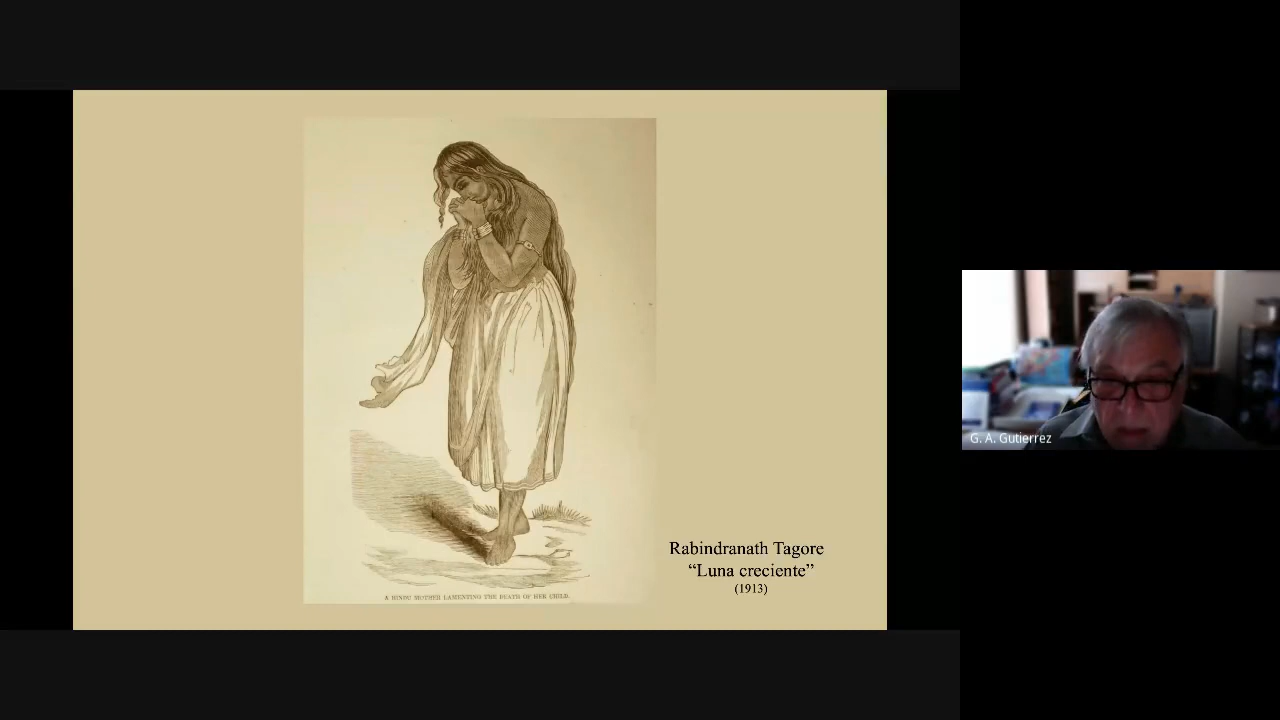 A HINDU MOTHER LAMENTING THE DEATH OF HER CHILD.
Rabindranath Tagore
“Luna creciente”
(1913)
G. A. Gutierrez